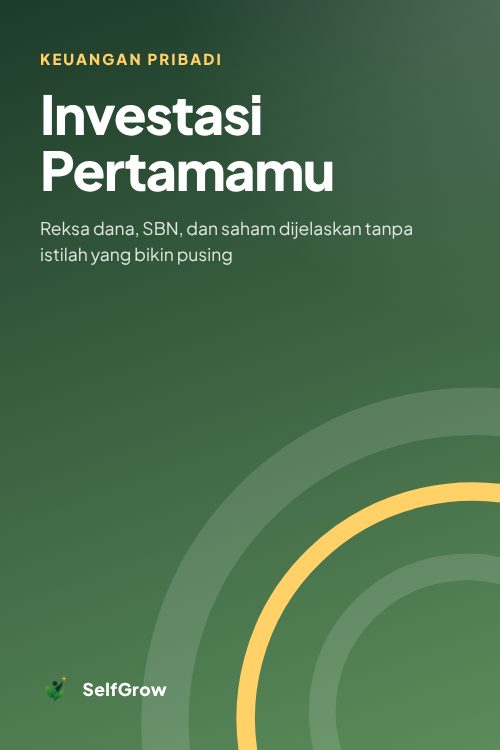 KEUANGAN PRIBADI
Investasi
Pertamamu
Reksa dana, SBN, dan saham dijelaskan tanpa
istilah yang bikin pusing
SelfGrow